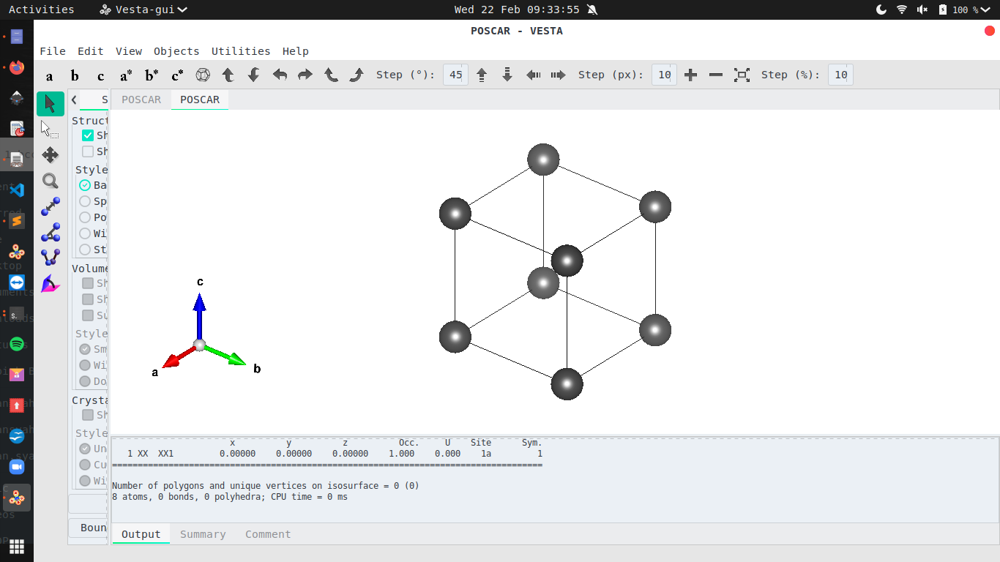 Activities Vesta-gui Wed 22 Feb 09:33:55 100 %
POSCAR - VESTA
File Edit View Objects Utilities Help
a b c a* b* c* Step (°): 45 Step (px): 10 Step (%): 10
S POSCAR POSCAR
Struct
Sh
Sh
Style
Ba
Sp
Po
Wi
St
Volume
Sh
Sh
Su
Style
Sm
Wi
Do
Crysta
Sh
Style
Un
Cu
Wi
Boun
c
a
b
x y z Occ. U Site Sym.
1 XX XX1 0.00000 0.00000 0.00000 1.000 0.000 1a 1
=====================================================================================
Number of polygons and unique vertices on isosurface = 0 (0)
8 atoms, 0 bonds, 0 polyhedra; CPU time = 0 ms
Output Summary Comment